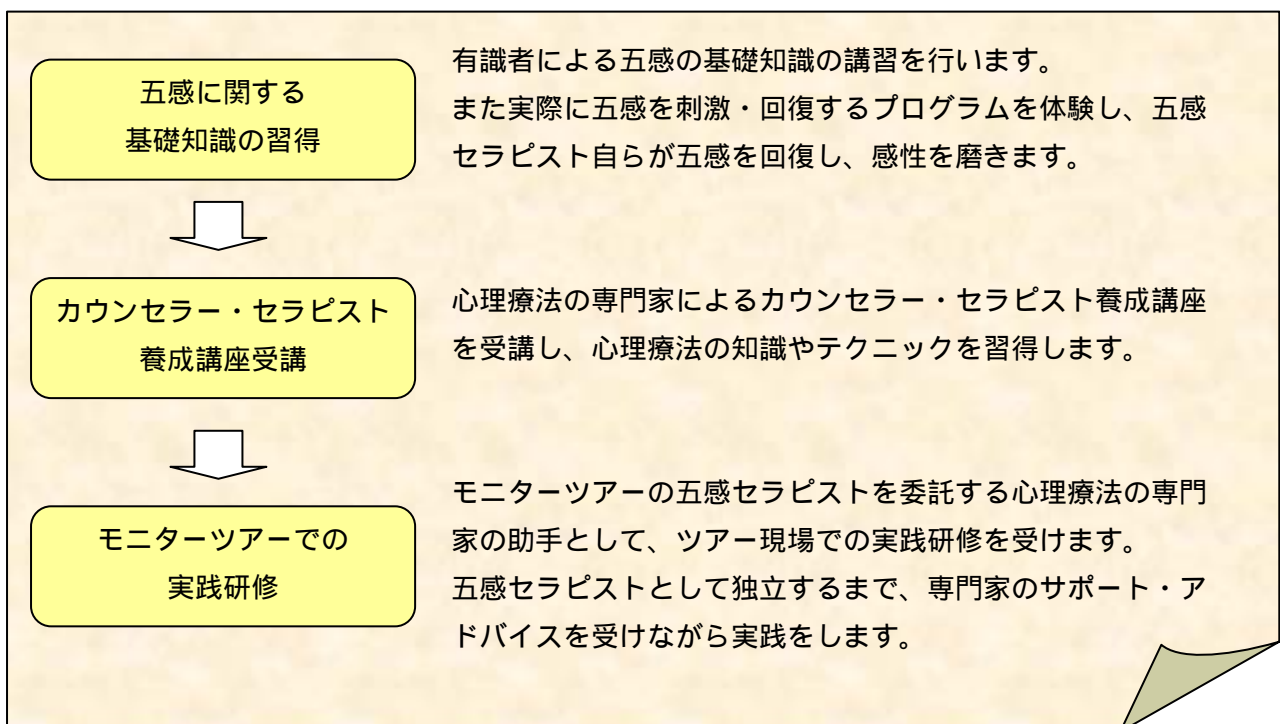 五感に関する
基礎知識の習得
有識者による五感の基礎知識の講習を行います。
また実際に五感を刺激・回復するプログラムを体験し、五感
セラピスト自らが五感を回復し、感性を磨きます。
カウンセラー・セラピスト
養成講座受講
心理療法の専門家によるカウンセラー・セラピスト養成講座
を受講し、心理療法の知識やテクニックを習得します。
モニターツアーでの
実践研修
モニターツアーの五感セラピストを委託する心理療法の専門
家の助手として、ツアー現場での実践研修を受けます。
五感セラピストとして独立するまで、専門家のサポート・ア
ドバイスを受けながら実践をします。